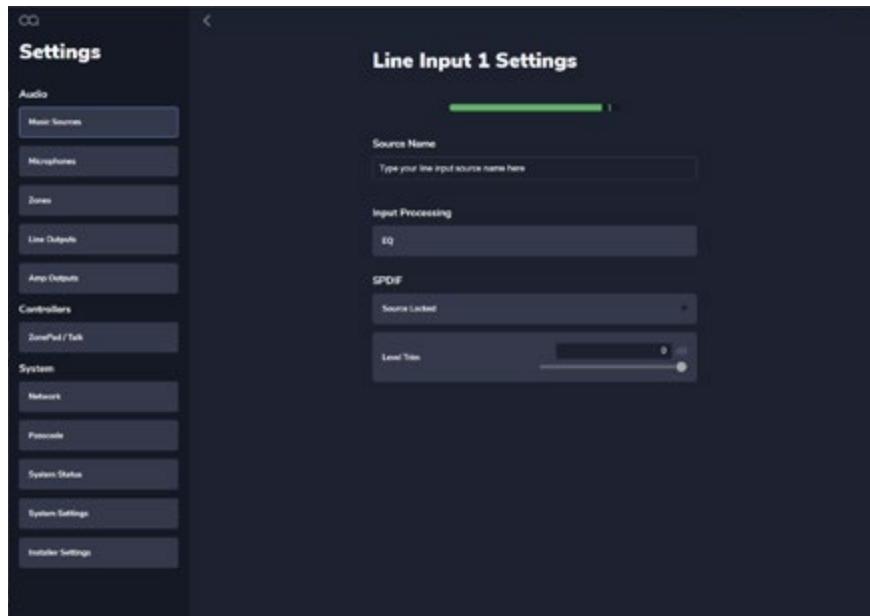 Settings
Audio
Music Sources
Microphones
Zones
Line Outputs
Amp Outputs
Controllers
ZonePad / Talk
System
Network
Passcode
System Status
System Settings
Installer Settings
Line Input 1 Settings
1
Source Name
Type your line input source name here
Input Processing
EQ
SPDIF
Source Locked
Level Trim
0 dB